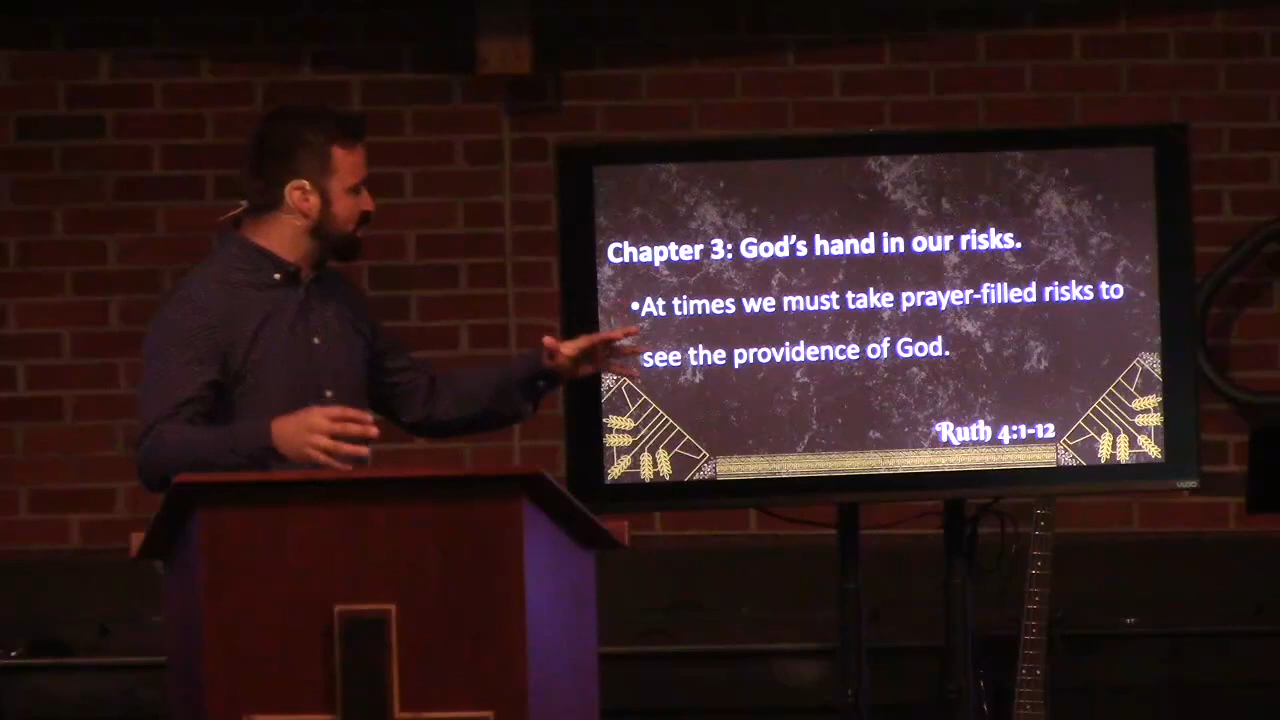 Chapter 3: God's hand in our risks.
•At times we must take prayer-filled risks to
see the providence of God.
Ruth 4:1-12
VIZIO